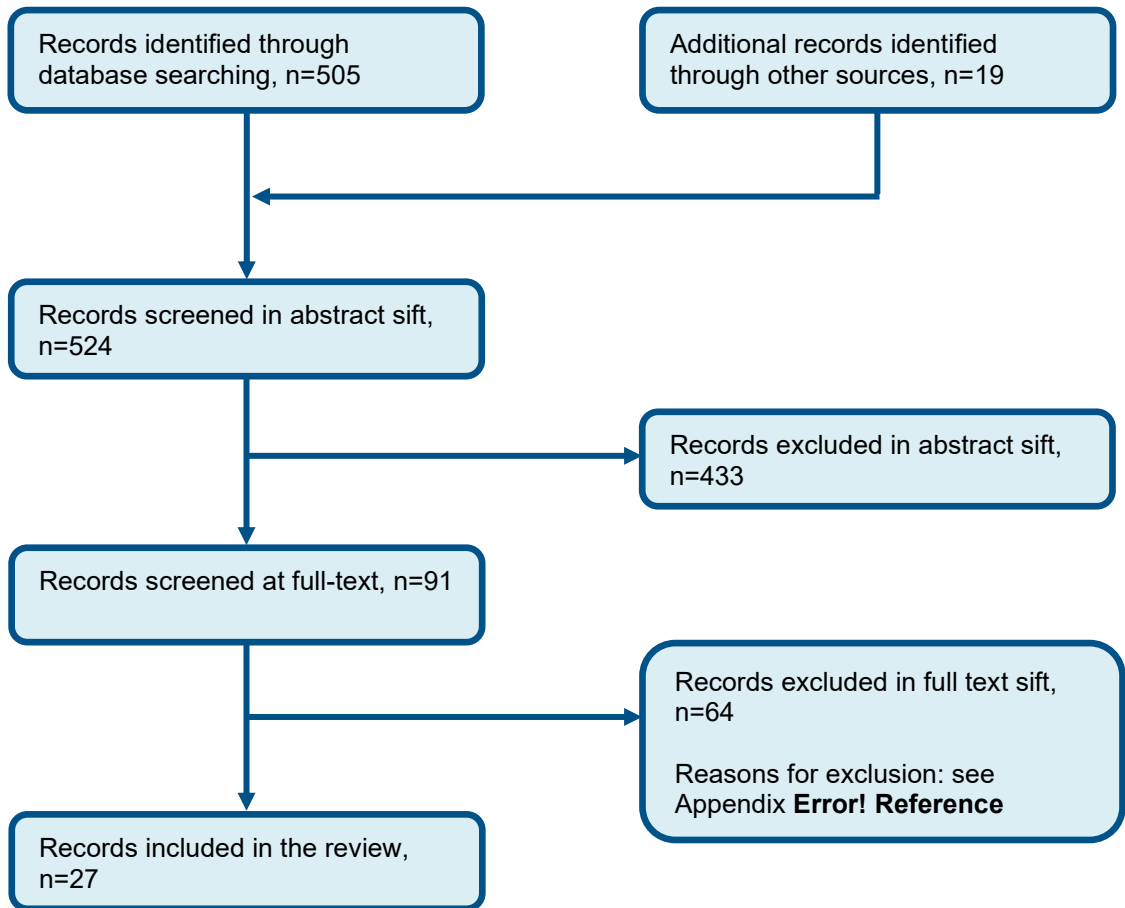 Records identified through
database searching, n=505
Additional records identified
through other sources, n=19
Records screened in abstract sift,
n=524
Records excluded in abstract sift,
n=433
Records screened at full-text, n=91
Records excluded in full text sift,
n=64
Reasons for exclusion: see
Appendix Error! Reference
Records included in the review,
n=27